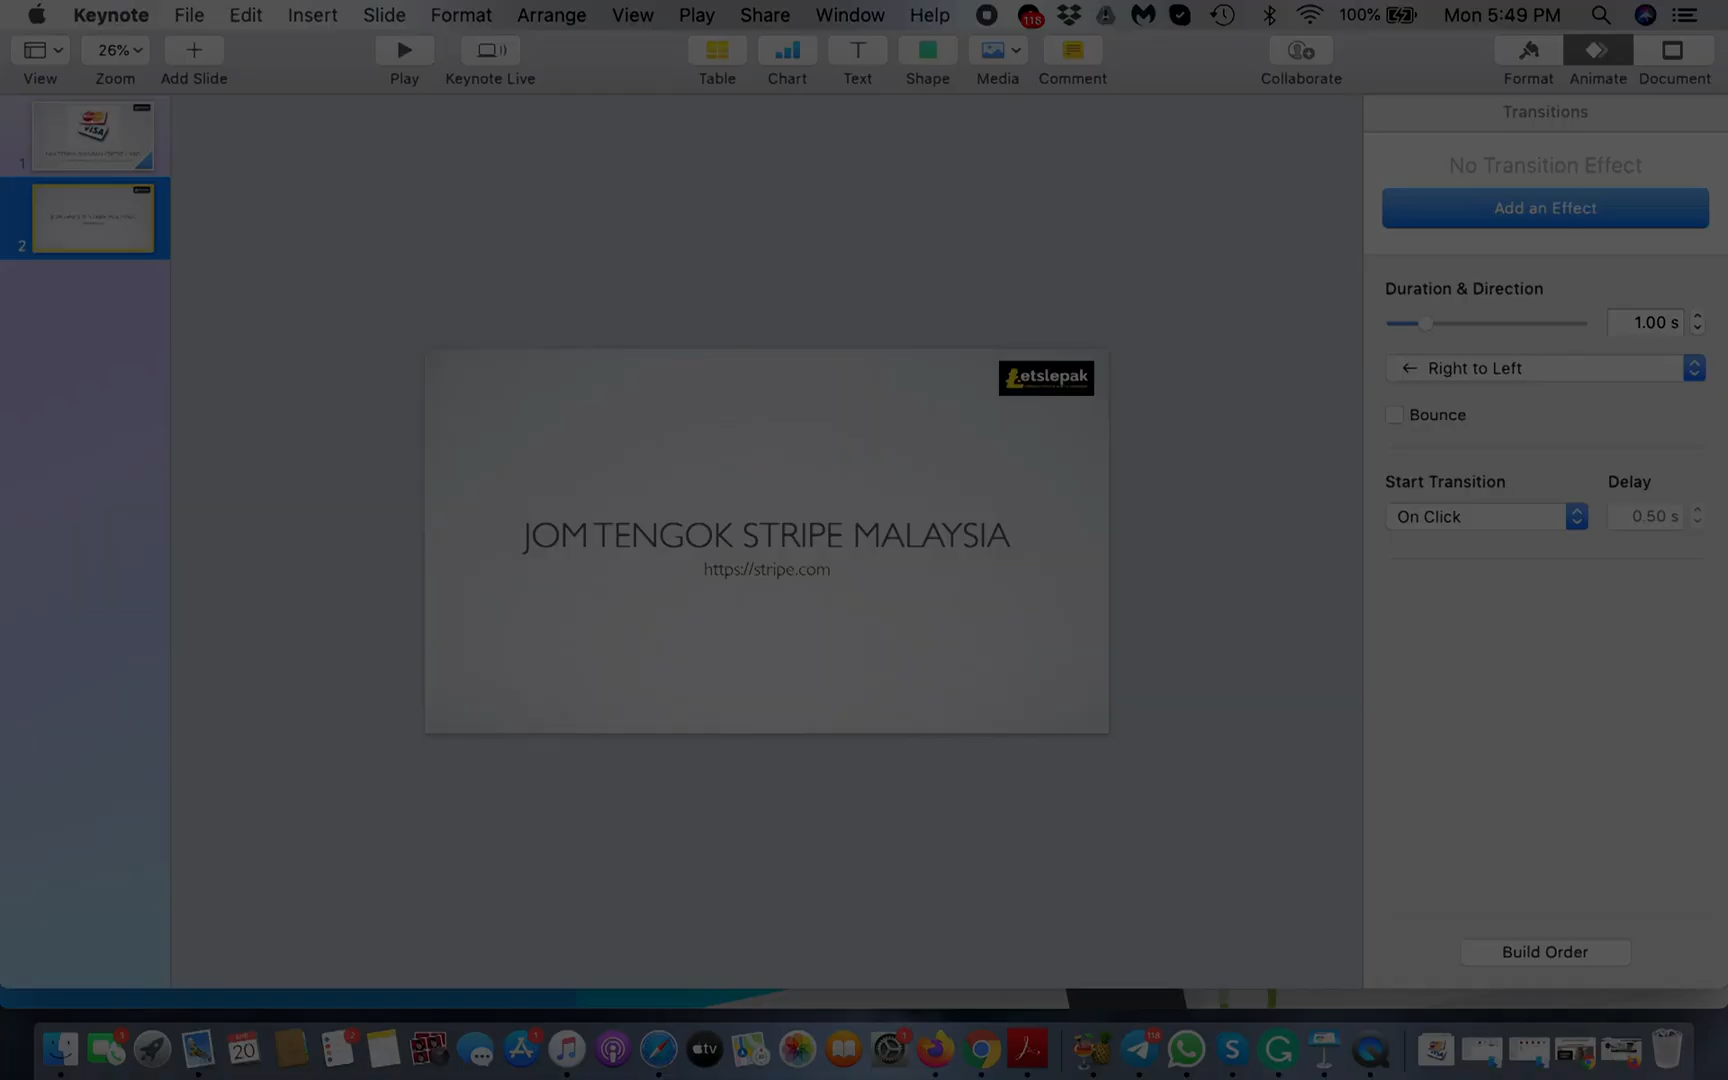 Keynote File Edit Insert Slide Format Arrange View Play Share Window Help 118 100% Mon 5:49 PM
26%
View Zoom Add Slide Play Keynote Live Table Chart Text Shape Media Comment Collaborate Format Animate Document
Transitions
1
2
No Transition Effect
Add an Effect
Duration & Direction
1.00 s
← Right to Left
Bounce
Start Transition Delay
On Click 0.50 s
Build Order
Letslepak
JOM TENGOK STRIPE MALAYSIA
https://stripe.com
20
tv
118